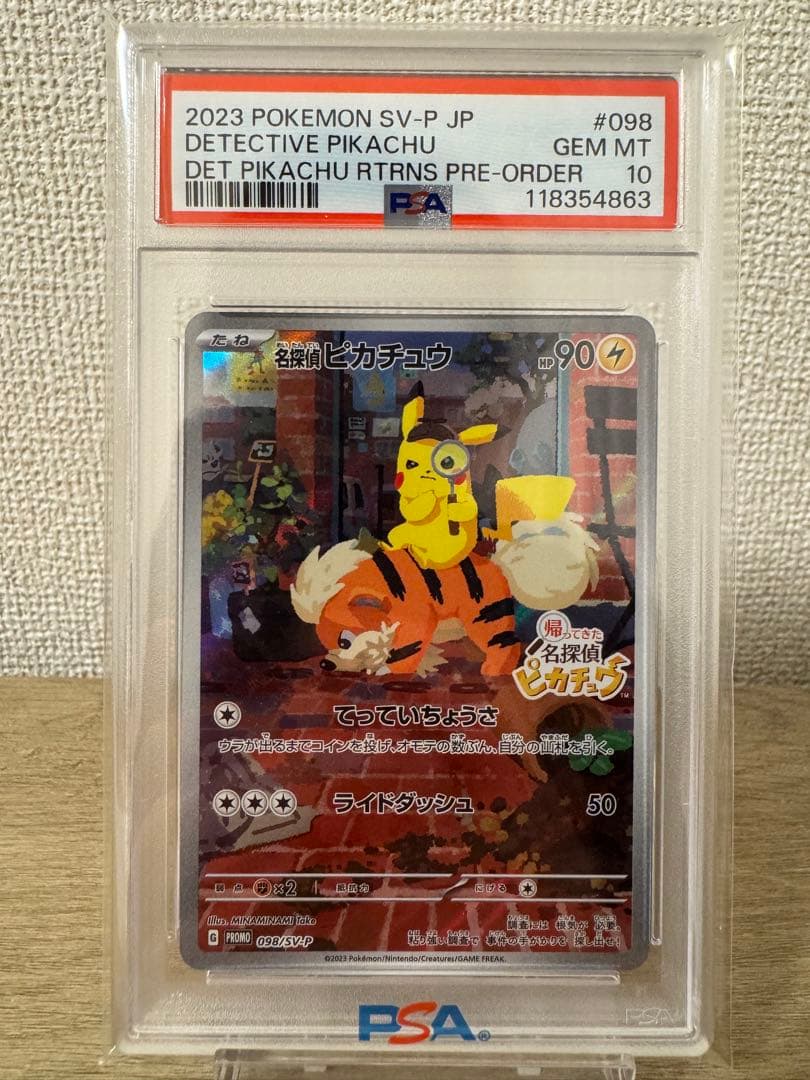 2023 POKEMON SV-P JP #098
DETECTIVE PIKACHU GEM MT
DET PIKACHU RTRNS PRE-ORDER 10
PSA 118354863
たね 名探偵ピカチュウ HP 90
帰ってきた
名探偵
ピカチュウ™
てっていちょうさ
ウラが出るまでコインを投げ、オモテの数ぶん、自分の山札を引く。
ライドダッシュ 50
弱点 ×2 抵抗力 にげる
Illus. MINAMINAMI Take
調査には 根気が 必要。
G PROMO 098/SV-P
粘り強い調査で 事件の手がかりを 探し出せ!
©2023 Pokémon/Nintendo/Creatures/GAME FREAK.
PSA®
PSA